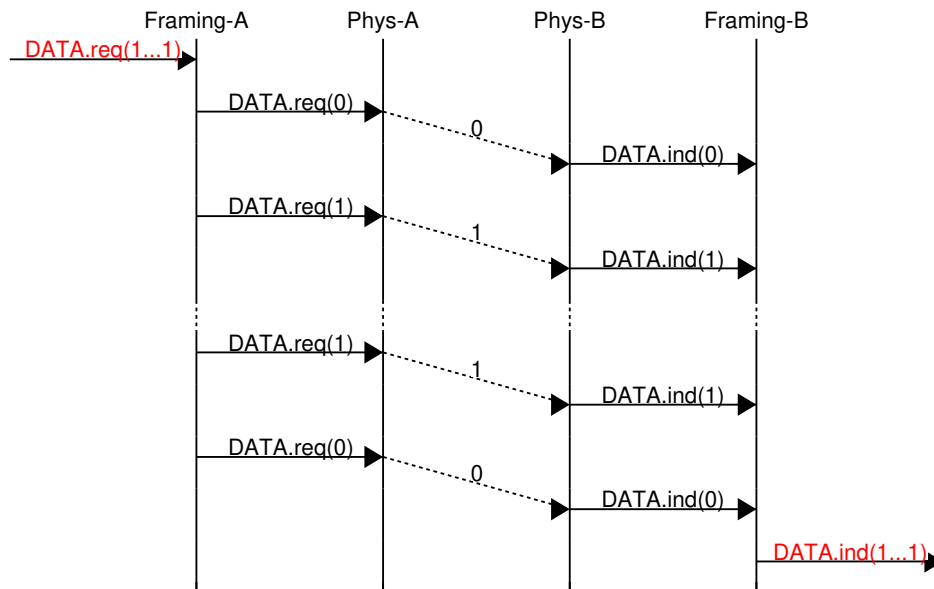 Framing-A Phys-A Phys-B Framing-B
DATA.req(1...1)
DATA.req(0)
0
DATA.ind(0)
DATA.req(1)
1
DATA.ind(1)
DATA.req(1)
1
DATA.ind(1)
DATA.req(0)
0
DATA.ind(0)
DATA.ind(1...1)